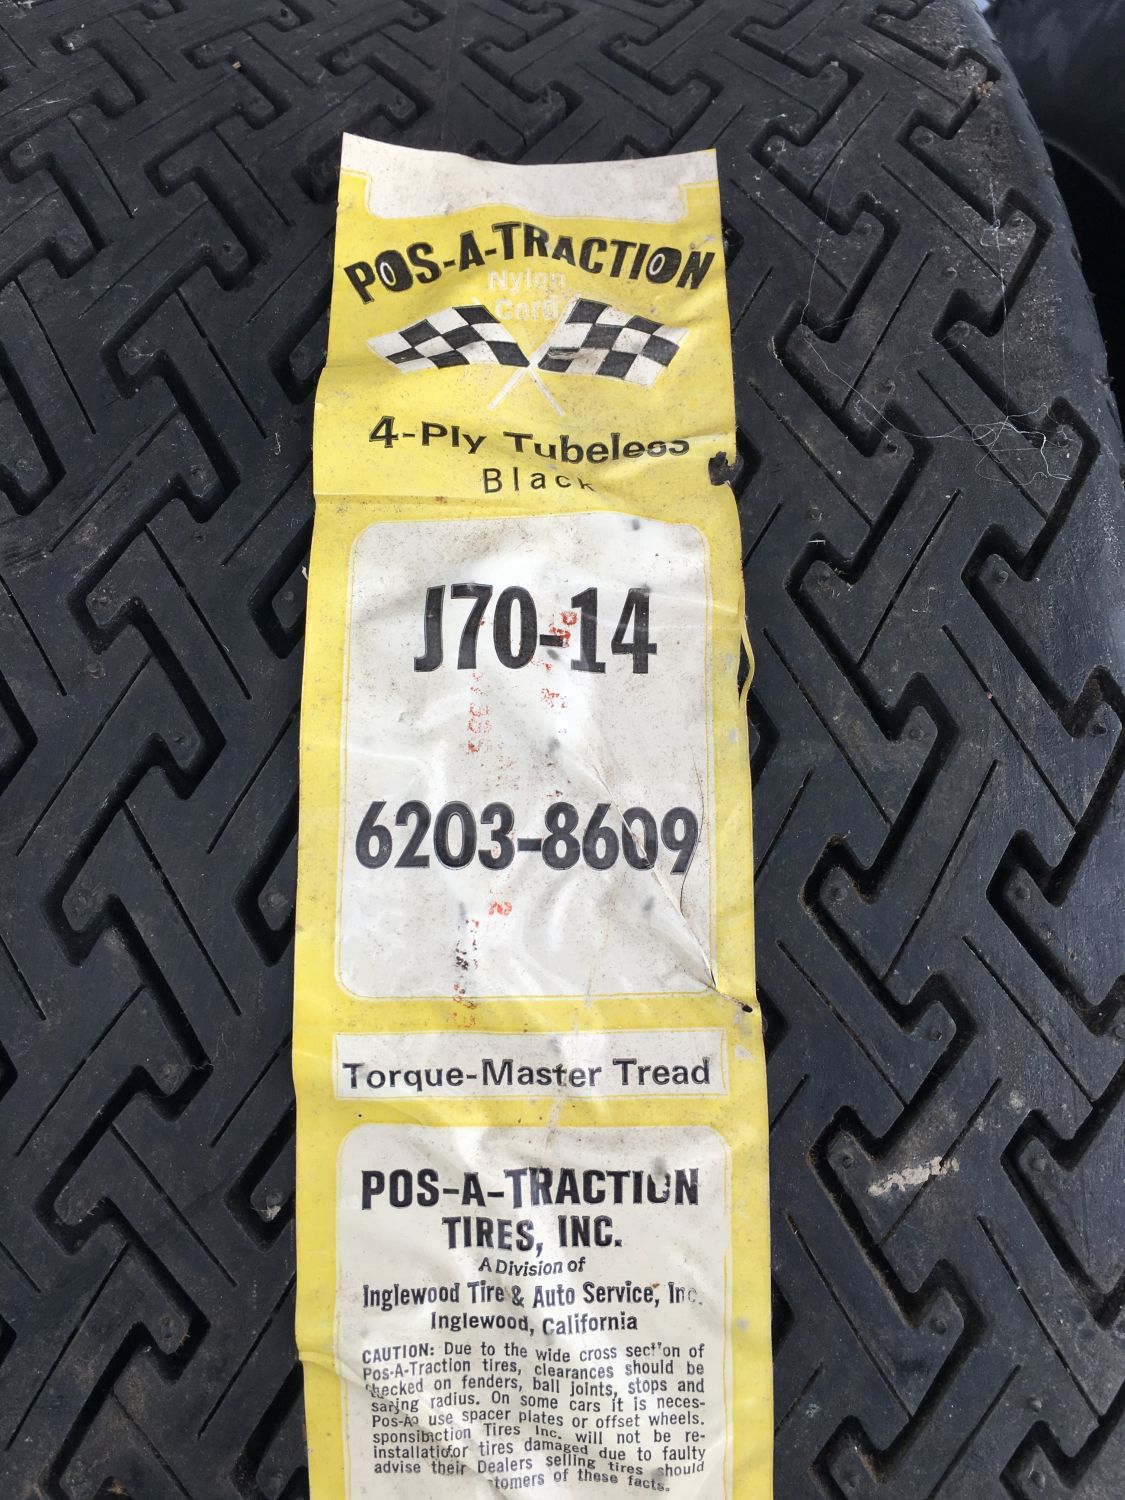 POS-A-TRACTION
Nylon
Cord
4-Ply Tubeless
Black
J70-14
6203-8609
Torque-Master Tread
POS-A-TRACTION
TIRES, INC.
A Division of
Inglewood Tire & Auto Service, Inc.
Inglewood, California
CAUTION: Due to the wide cross section of
Pos-A-Traction tires, clearances should be
checked on fenders, ball joints, stops and
radius. On some cars it is neces-
use spacer plates or offset wheels.
Tires Inc. will not be re-
tires damaged due to faulty
advise their Dealers selling tires should
of these facts.